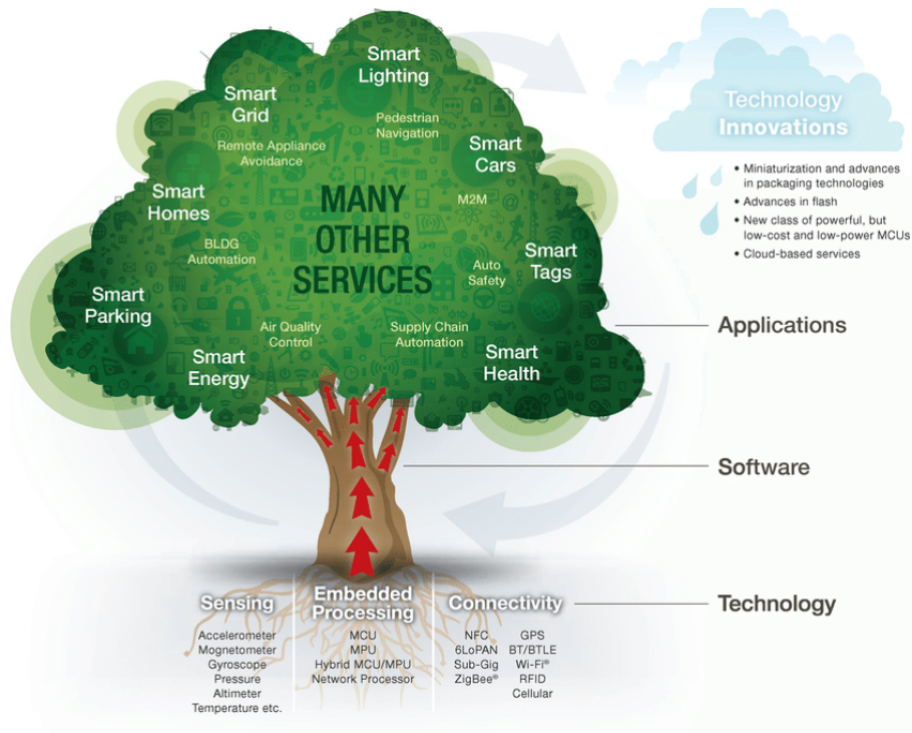 Smart
Lighting
Smart
Grid
Pedestrian
Navigation
Remote Appliance
Avoidance
Smart
Cars
Smart
Homes
MANY
OTHER
SERVICES
M2M
BLDG
Automation
Smart
Tags
Auto
Safety
Smart
Parking
Air Quality
Control
Supply Chain
Automation
Smart
Energy
Smart
Health
Technology
Innovations
• Miniaturization and advances
in packaging technologies
• Advances in flash
• New class of powerful, but
low-cost and low-power MCUs
• Cloud-based services
Applications
Software
Technology
Sensing
Accelerometer
Mognetometer
Gyroscope
Pressure
Altimeter
Temperature etc.
Embedded
Processing
MCU
MPU
Hybrid MCU/MPU
Network Processor
Connectivity
NFC
6LoPAN
Sub-Gig
ZigBee®
GPS
BT/BTLE
Wi-Fi®
RFID
Cellular